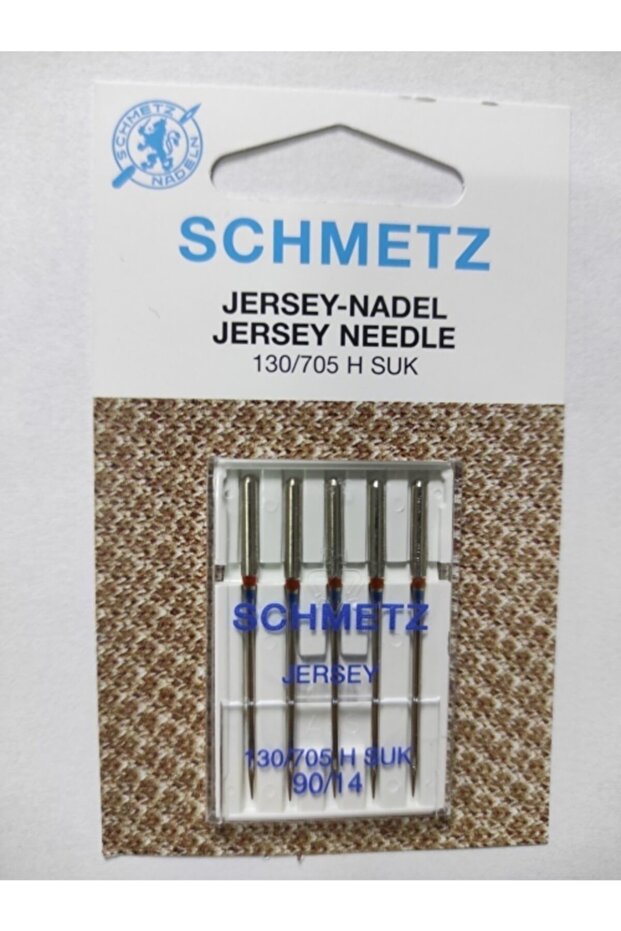 SCHMETZ
NADELN
SCHMETZ
JERSEY-NADEL
JERSEY NEEDLE
130/705 H SUK
SCHMETZ
JERSEY
130/705 H SUK
90/14